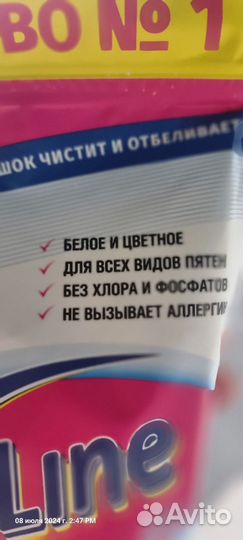 ВО № 1
ШОК ЧИСТИТ И ОТБЕЛИВАЕТ
✓ БЕЛОЕ И ЦВЕТНОЕ
✓ ДЛЯ ВСЕХ ВИДОВ ПЯТЕН
✓ БЕЗ ХЛОРА И ФОСФАТОВ
✓ НЕ ВЫЗЫВАЕТ АЛЛЕРГИИ
LINE
08 июля 2024 г. 2:47 PM
Avito